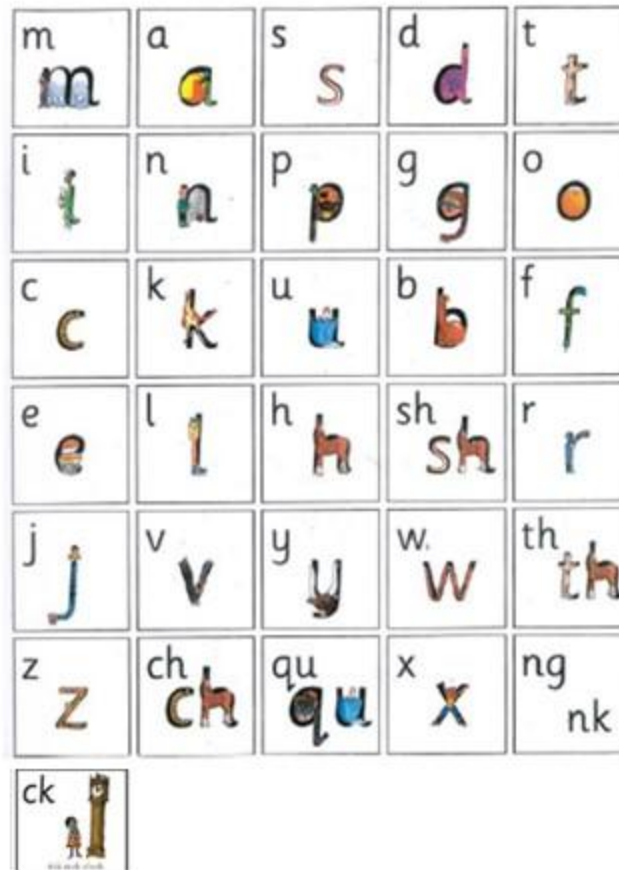 m a s d t
m a s d t
i n p g o
i n p g o
c k u b f
c k u b f
e l h sh r
e l h sh r
j v y w. th
j v y w th
z ch qu x ng
z ch qu x nk
ck